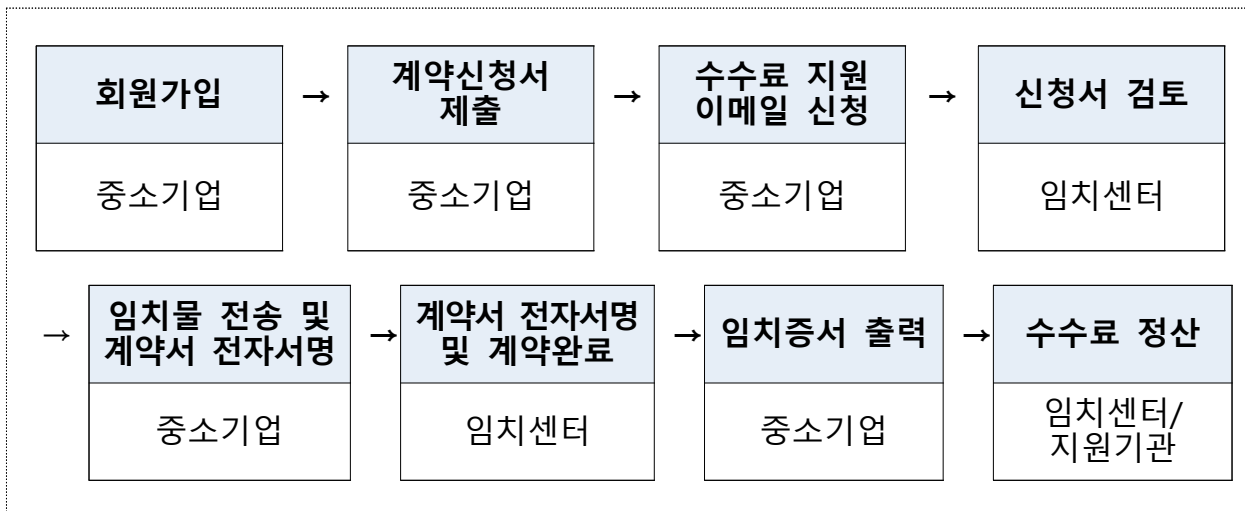 회원가입
→
계약신청서
제출
→
수수료 지원
이메일 신청
→
신청서 검토
중소기업
중소기업
중소기업
임치센터
→
임치물 전송 및
계약서 전자서명
→
계약서 전자서명
및 계약완료
→
임치증서 출력
→
수수료 정산
중소기업
임치센터
중소기업
임치센터/
지원기관